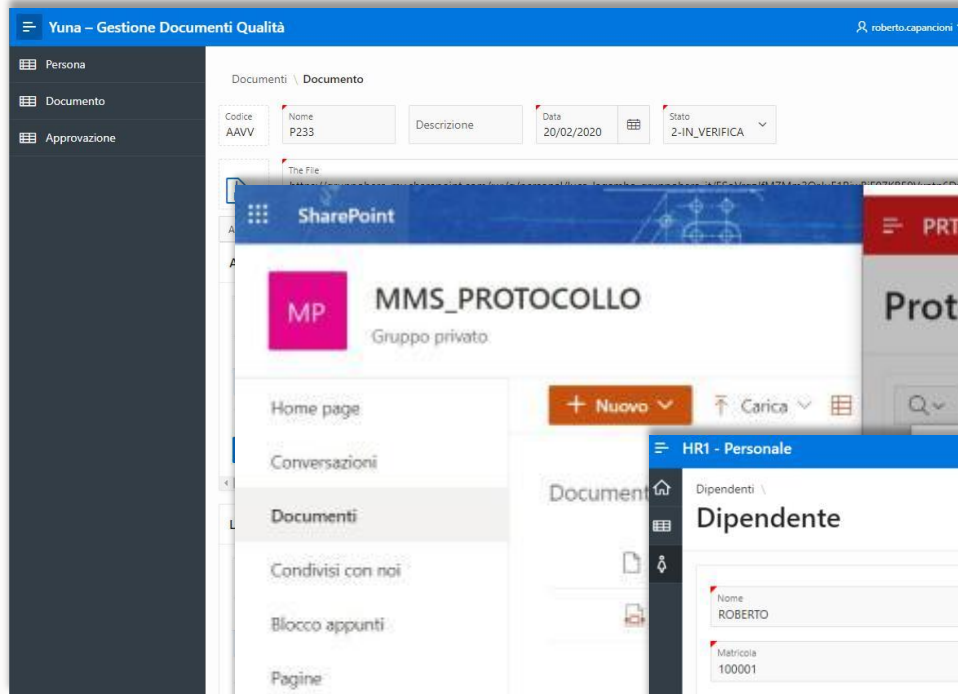 Yuna – Gestione Documenti Qualità
roberto.capancioni
Persona
Documento
Approvazione
Documenti \ Documento
Codice
AAVV
Nome
P233
Descrizione
Data
20/02/2020
Stato
2-IN_VERIFICA
The File
SharePoint
MP
MMS_PROTOCOLLO
Gruppo privato
Home page
Conversazioni
Documenti
Condivisi con noi
Blocco appunti
Pagine
+ Nuovo
Carica
Document
PRT
Prot
HR1 - Personale
Dipendenti \
Dipendente
Nome
ROBERTO
Matricola
100001